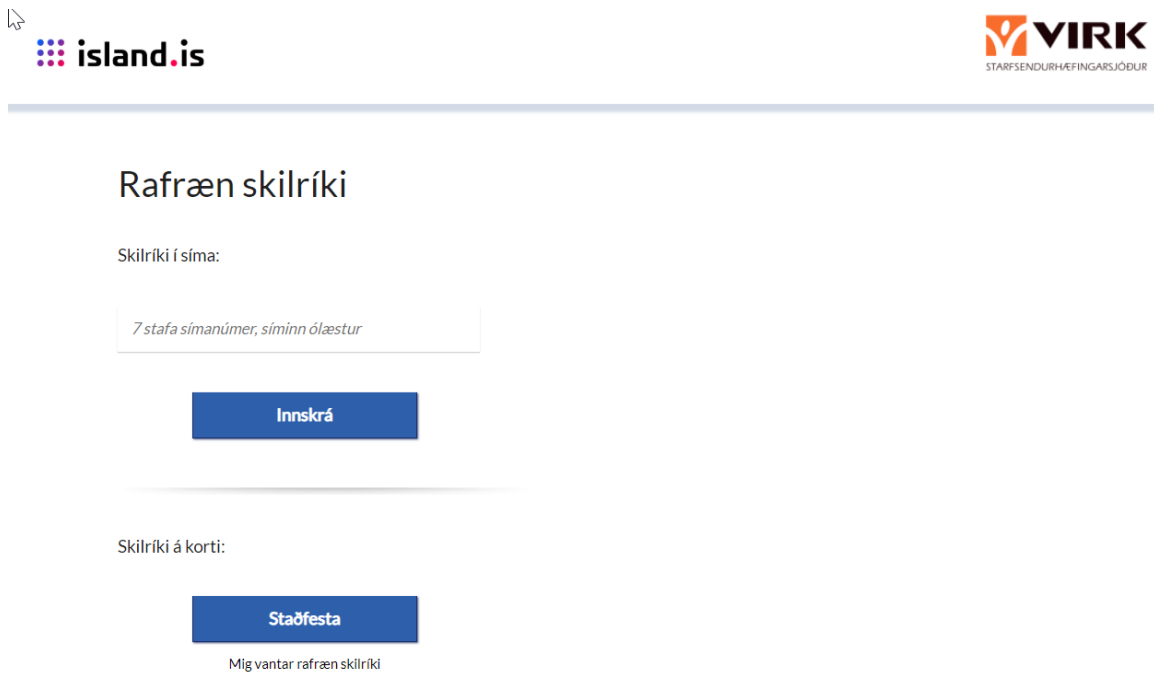 island.is
VIRK
STARFSENDURHÆFINGARSJÓÐUR
Rafræn skilríki
Skilríki í síma:
7 stafa símanúmer, síminn ólæstur
Innskrá
Skilríki á korti:
Staðfesta
Mig vantar rafræn skilríki